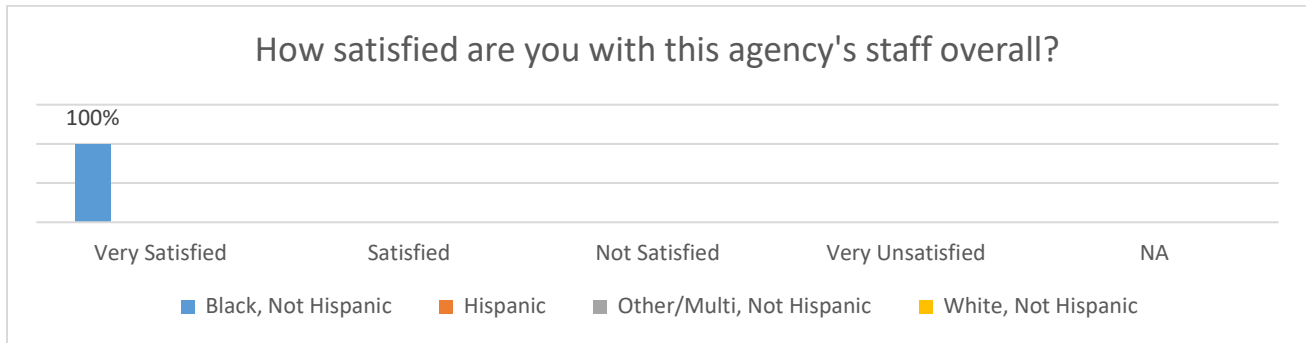 How satisfied are you with this agency's staff overall?
100%
Very Satisfied Satisfied Not Satisfied Very Unsatisfied NA
Black, Not Hispanic Hispanic Other/Multi, Not Hispanic White, Not Hispanic